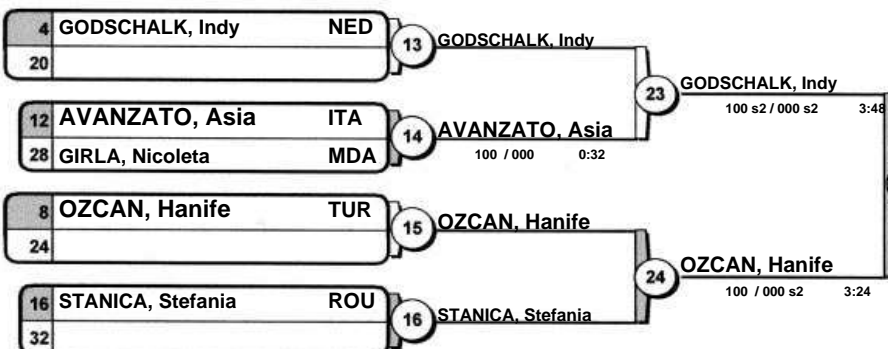 4 GODSCHALK, Indy NED
20
13 GODSCHALK, Indy
12 AVANZATO, Asia ITA
28 GIRLA, Nicoleta MDA
14 AVANZATO, Asia
100 / 000 0:32
23 GODSCHALK, Indy
100 s2 / 000 s2 3:48
8 OZCAN, Hanife TUR
24
15 OZCAN, Hanife
16 STANICA, Stefania ROU
32
16 STANICA, Stefania
24 OZCAN, Hanife
100 / 000 s2 3:24